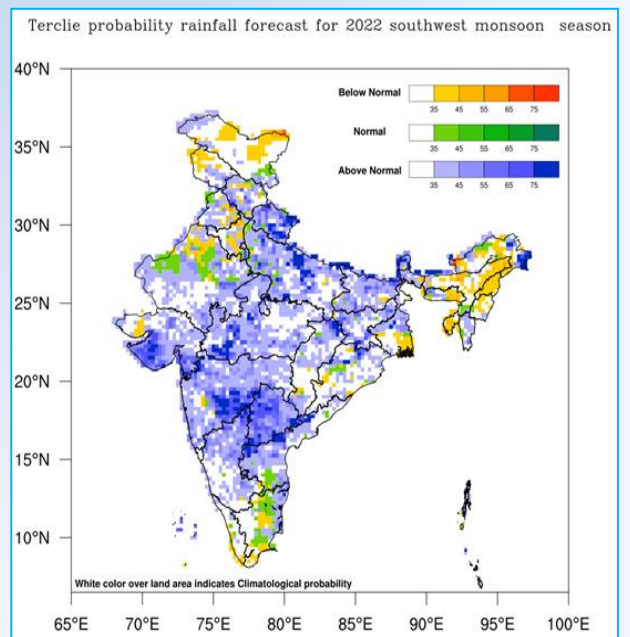 Terclie probability rainfall forecast for 2022 southwest monsoon season
40°N
35°N
30°N
25°N
20°N
15°N
10°N
Below Normal
35 45 55 65 75
Normal
35 45 55 65 75
Above Normal
35 45 55 65 75
White color over land area indicates Climatological probability
65°E 70°E 75°E 80°E 85°E 90°E 95°E 100°E